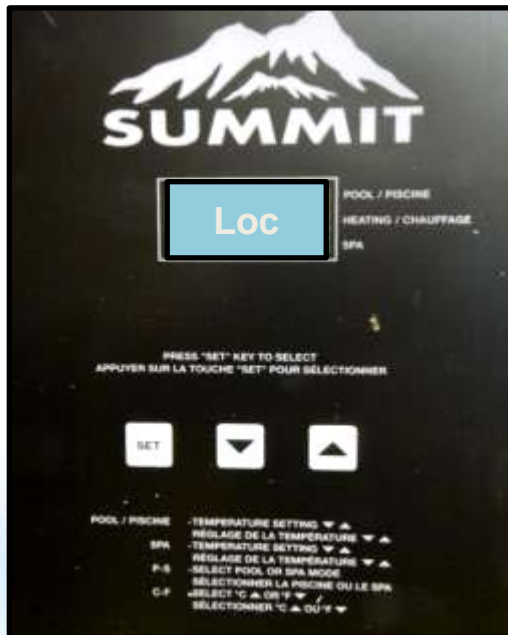 SUMMIT
Loc
POOL / PISCINE
HEATING / CHAUFFAGE
SPA
PRESS "SET" KEY TO SELECT
APPUYER SUR LA TOUCHE "SET" POUR SÉLECTIONNER
SET ▼ ▲
POOL / PISCINE - TEMPERATURE SETTING ▼ ▲
RÉGLAGE DE LA TEMPÉRATURE ▼ ▲
SPA - TEMPERATURE SETTING ▼ ▲
RÉGLAGE DE LA TEMPÉRATURE ▼ ▲
P-S - SELECT POOL OR SPA MODE
SÉLECTIONNER LA PISCINE OU LE SPA
C-F - SELECT °C ▲ OR °F ▼ /
SÉLECTIONNER °C ▲ OU °F ▼